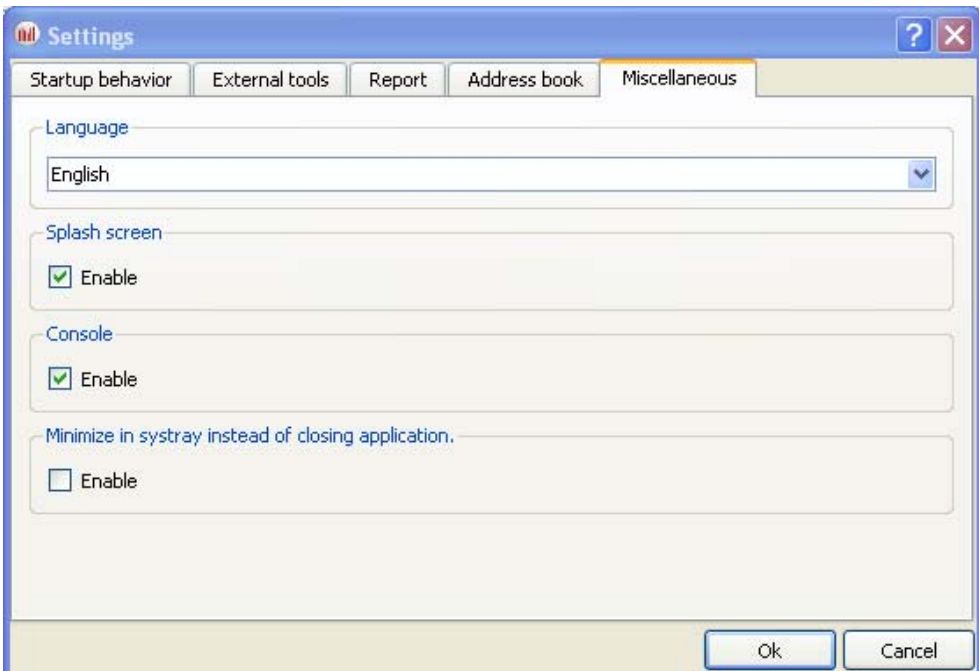 Settings
Startup behavior External tools Report Address book Miscellaneous
Language
English
Splash screen
Enable
Console
Enable
Minimize in systray instead of closing application.
Enable
Ok Cancel